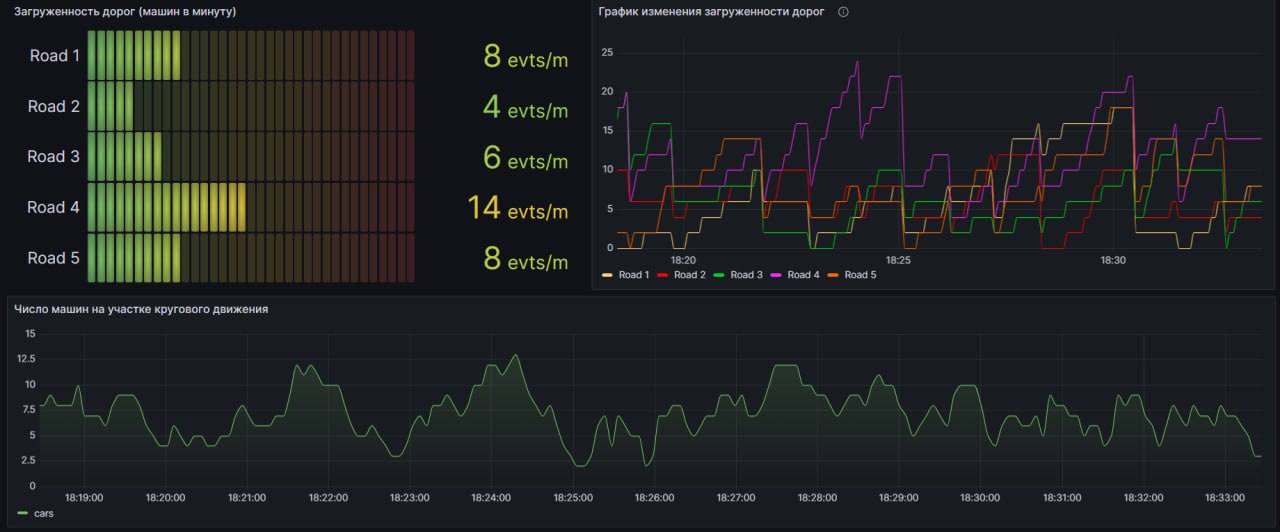 Загруженность дорог (машин в минуту)
Road 1
8 evts/m
Road 2
4 evts/m
Road 3
6 evts/m
Road 4
14 evts/m
Road 5
8 evts/m
График изменения загруженности дорог
25
20
15
10
5
0
18:20 18:25 18:30
Road 1 Road 2 Road 3 Road 4 Road 5
Число машин на участке кругового движения
15
12.5
10
7.5
5
2.5
0
18:19:00 18:20:00 18:21:00 18:22:00 18:23:00 18:24:00 18:25:00 18:26:00 18:27:00 18:28:00 18:29:00 18:30:00 18:31:00 18:32:00 18:33:00
cars